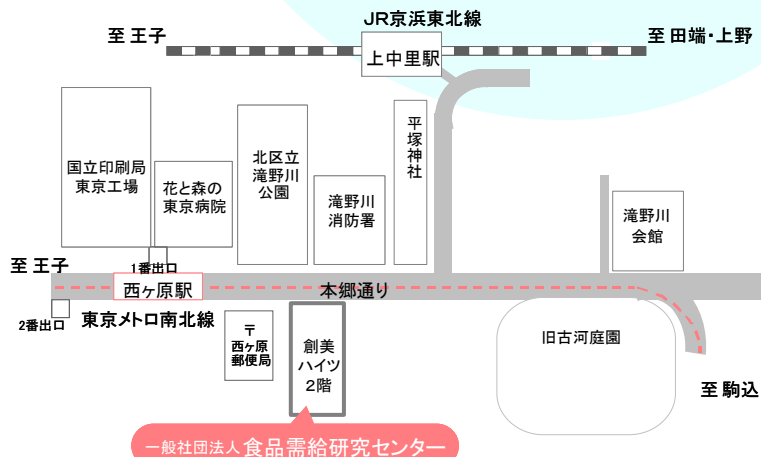 JR京浜東北線
至 王子
至 田端・上野
上中里駅
国立印刷局
東京工場
花と森の
東京病院
北区立
滝野川
公園
滝野川
消防署
平塚神社
滝野川
会館
至 王子
1番出口
西ヶ原駅
本郷通り
2番出口
東京メトロ南北線
〒
西ヶ原
郵便局
創美
ハイツ
2階
旧古河庭園
至 駒込
一般社団法人 食品需給研究センター